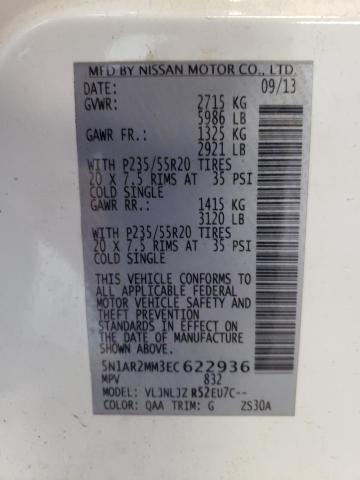 MFD BY NISSAN MOTOR CO., LTD.
DATE: 09/13
GVWR: 2715 KG
5986 LB
GAWR FR.: 1325 KG
2921 LB
WITH P235/55R20 TIRES
20 X 7.5 RIMS AT 35 PSI
COLD SINGLE
GAWR RR.: 1415 KG
3120 LB
WITH P235/55R20 TIRES
20 X 7.5 RIMS AT 35 PSI
COLD SINGLE
THIS VEHICLE CONFORMS TO
ALL APPLICABLE FEDERAL
MOTOR VEHICLE SAFETY AND
THEFT PREVENTION
STANDARDS IN EFFECT ON
THE DATE OF MANUFACTURE
SHOWN ABOVE.
5N1AR2MM3EC 622936
MPV 832
MODEL: VLJNLJZ R52EU7C--
COLOR: QAA TRIM: G ZS30A